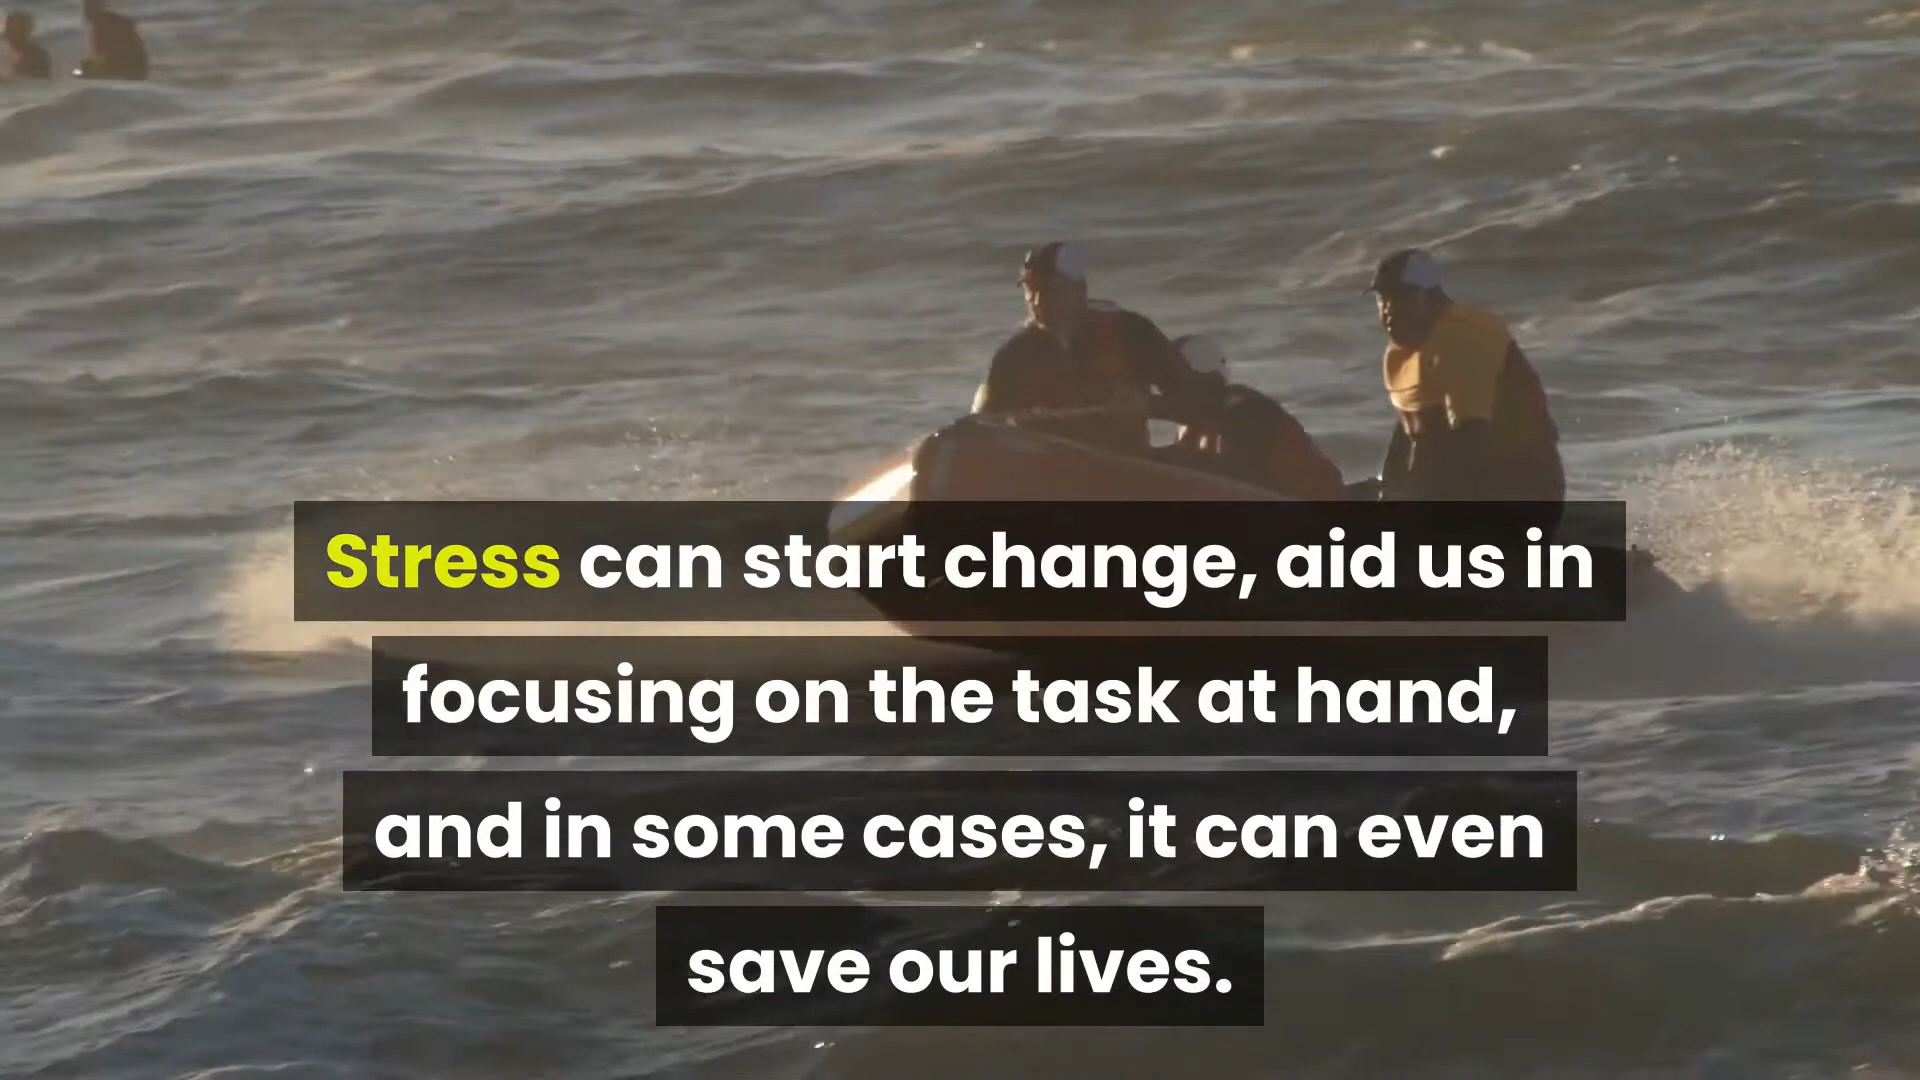 Stress can start change, aid us in
focusing on the task at hand,
and in some cases, it can even
save our lives.